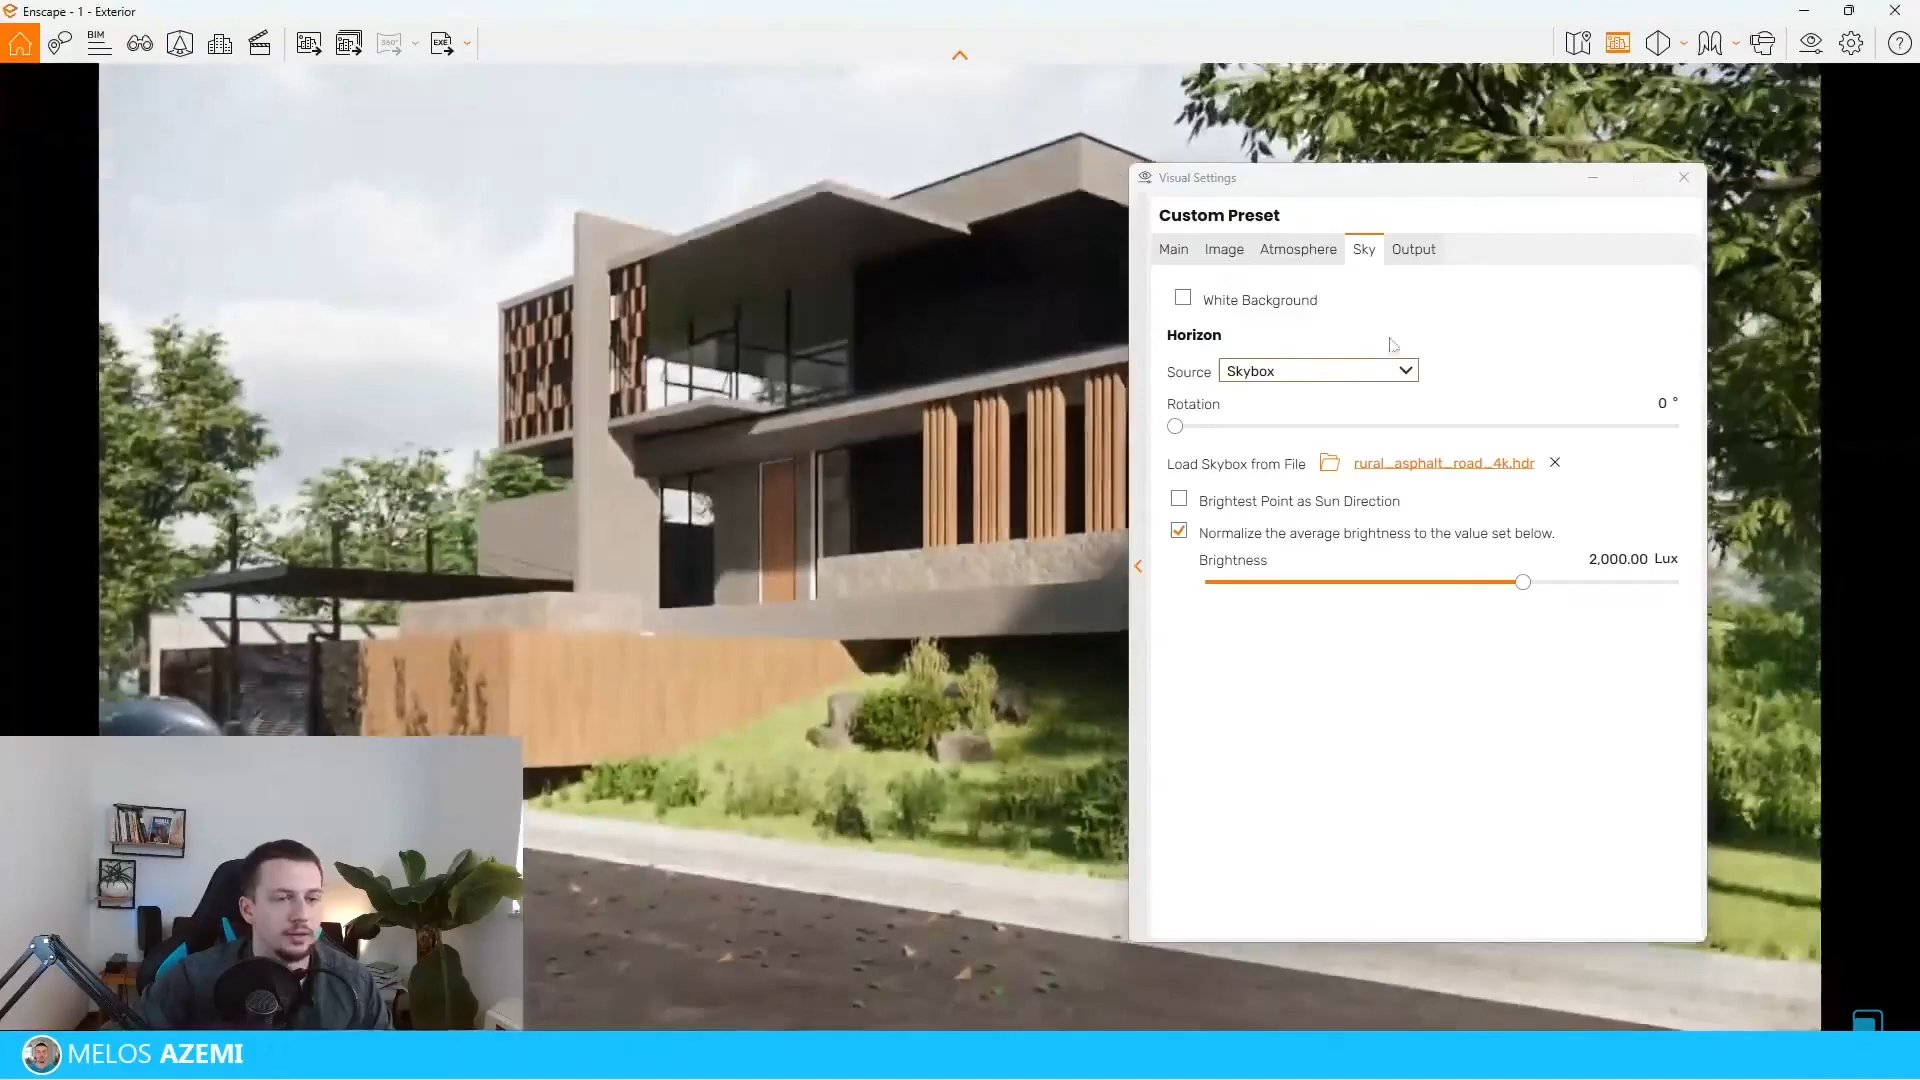 Enscape - 1 - Exterior
BIM
360°
EXE
Visual Settings
Custom Preset
Main Image Atmosphere Sky Output
White Background
Horizon
Source Skybox
Rotation 0 °
Load Skybox from File rural_asphalt_road_4k.hdr
Brightest Point as Sun Direction
Normalize the average brightness to the value set below.
Brightness 2,000.00 Lux
MELOS AZEMI